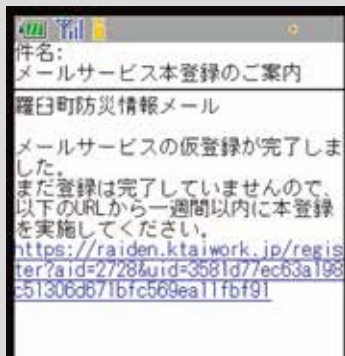 件名:
メールサービス本登録のご案内
羅臼町防災情報メール
メールサービスの仮登録が完了しま
した。
まだ登録は完了していませんので、
以下のURLから一週間以内に本登録
を実施してください。
https://raiden.ktaiwork.jp/regis
ter?aid=2728&uid=3581d77ec63a198
c51306d671bfc569ea11fbf91